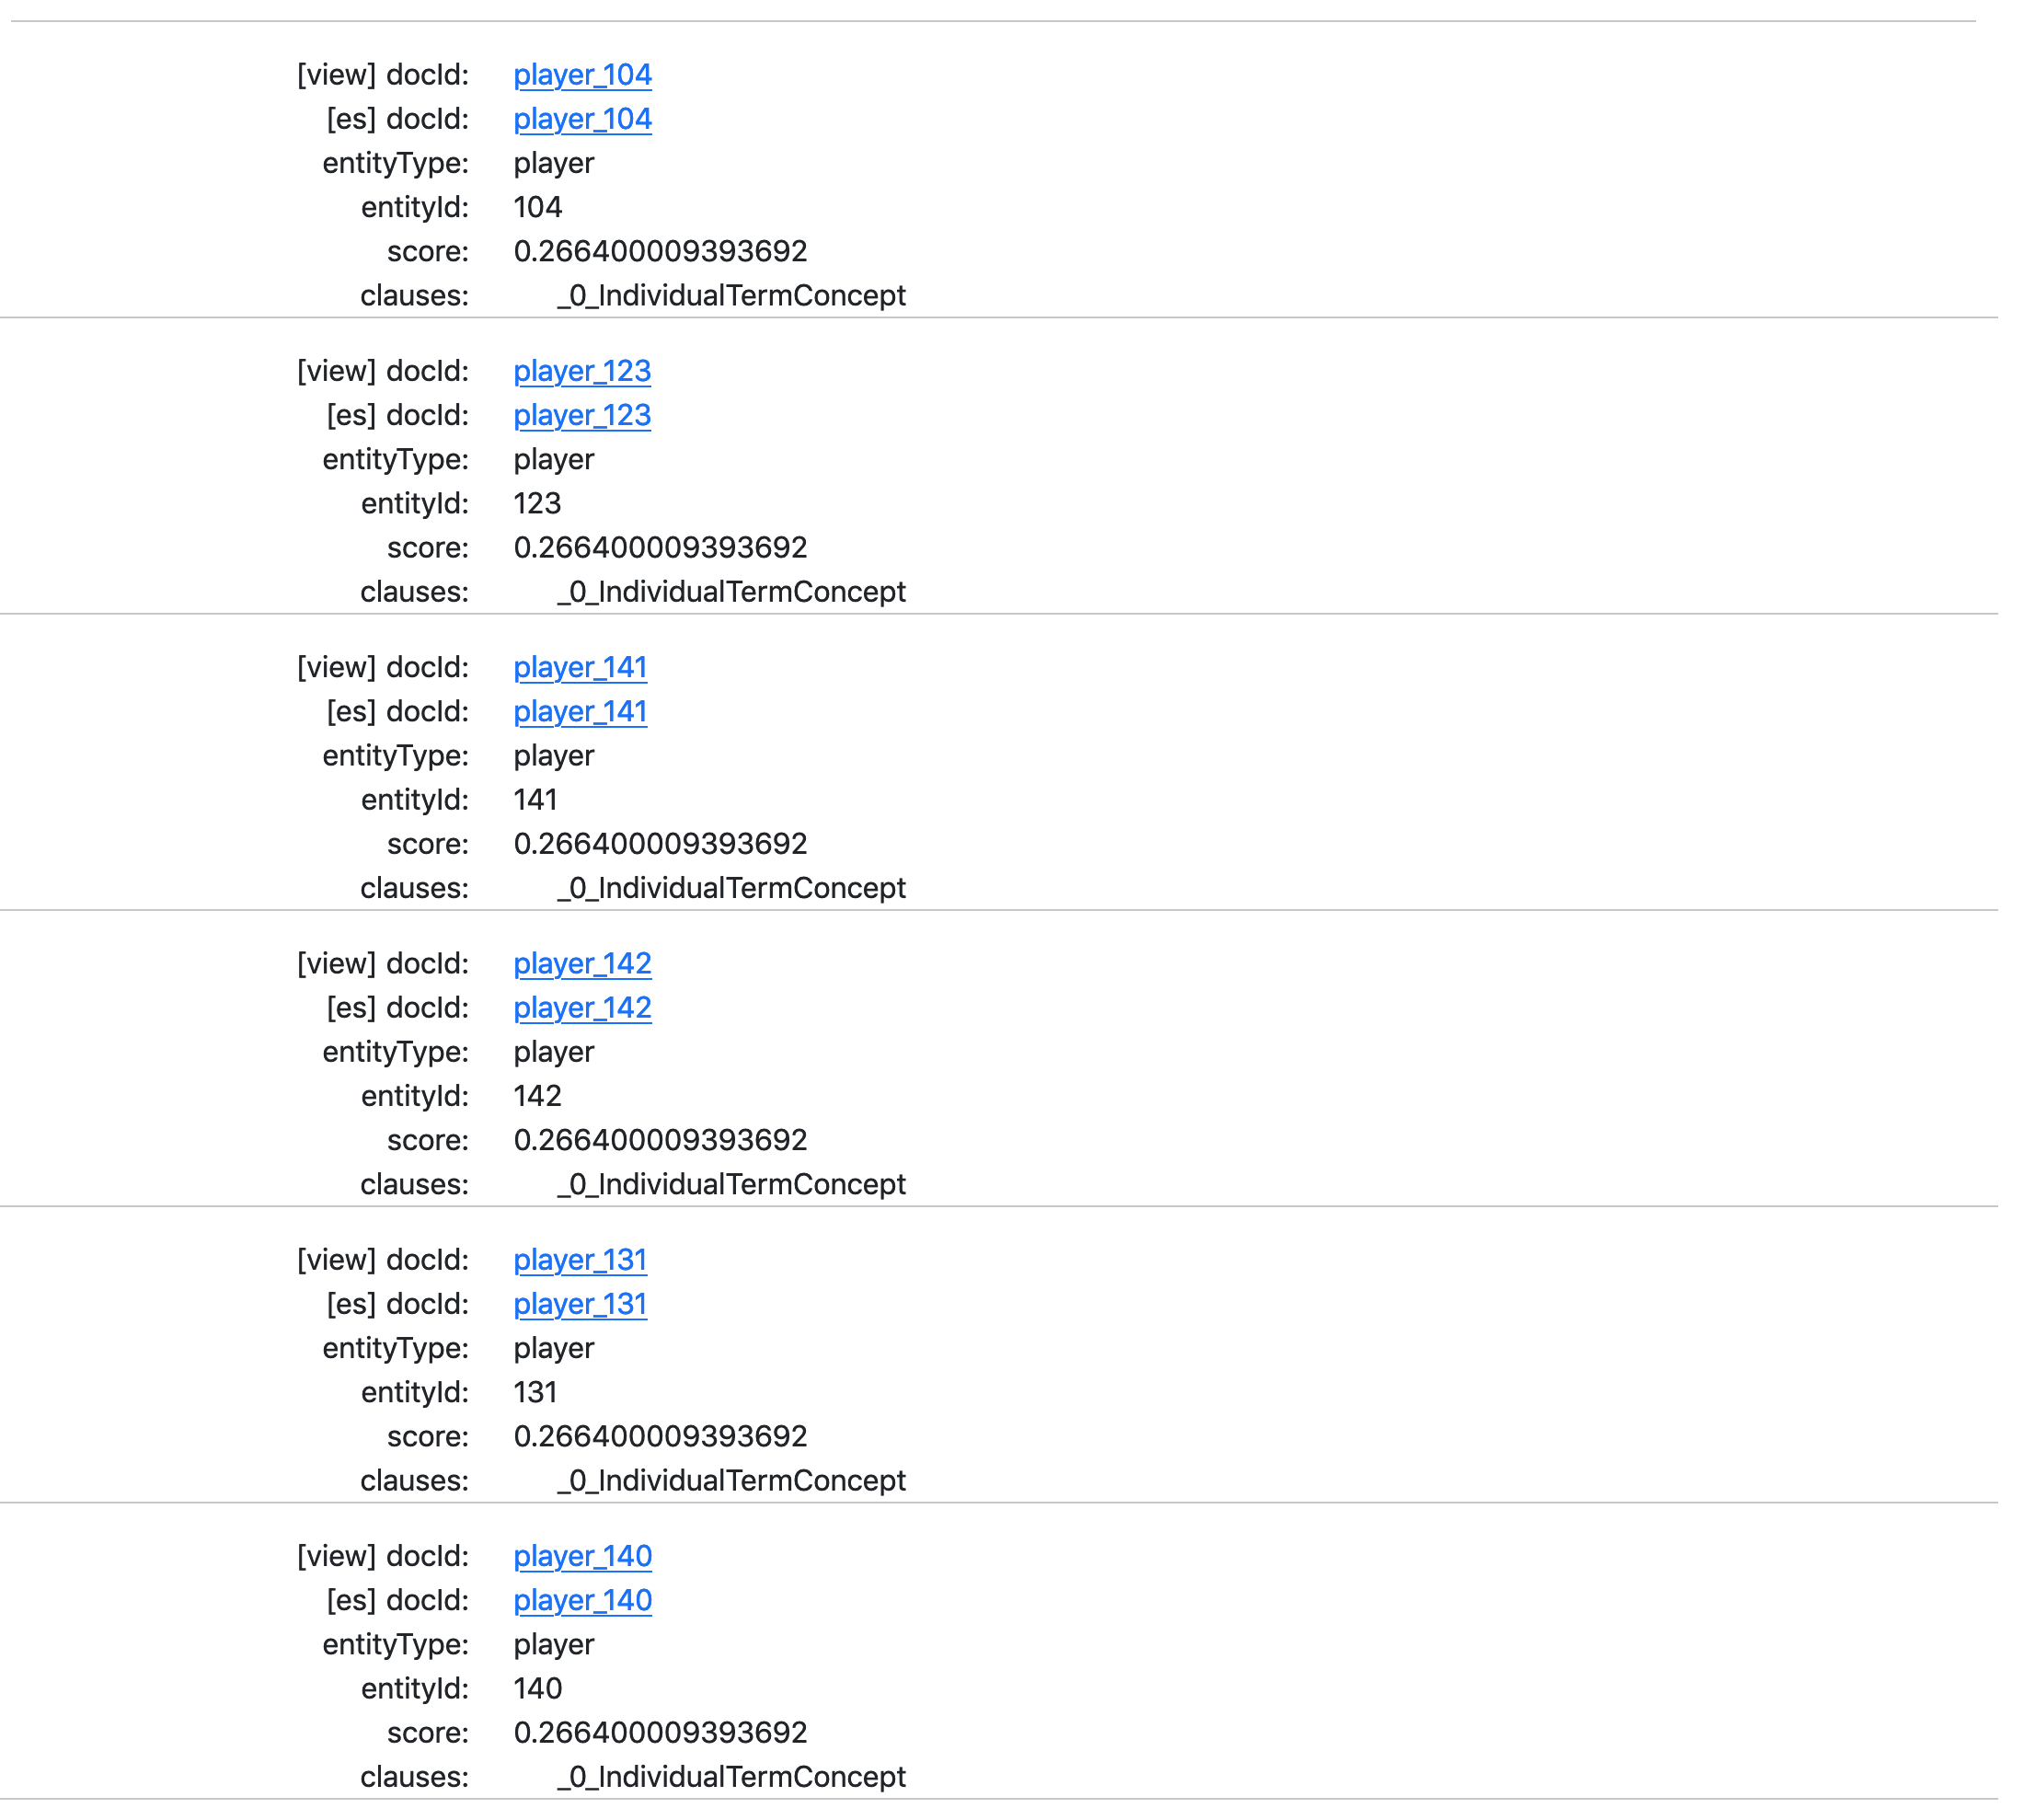 [view] docId: player_104
[es] docId: player_104
entityType: player
entityId: 104
score: 0.266400009393692
clauses: _0_IndividualTermConcept
[view] docId: player_123
[es] docId: player_123
entityType: player
entityId: 123
score: 0.266400009393692
clauses: _0_IndividualTermConcept
[view] docId: player_141
[es] docId: player_141
entityType: player
entityId: 141
score: 0.266400009393692
clauses: _0_IndividualTermConcept
[view] docId: player_142
[es] docId: player_142
entityType: player
entityId: 142
score: 0.266400009393692
clauses: _0_IndividualTermConcept
[view] docId: player_131
[es] docId: player_131
entityType: player
entityId: 131
score: 0.266400009393692
clauses: _0_IndividualTermConcept
[view] docId: player_140
[es] docId: player_140
entityType: player
entityId: 140
score: 0.266400009393692
clauses: _0_IndividualTermConcept